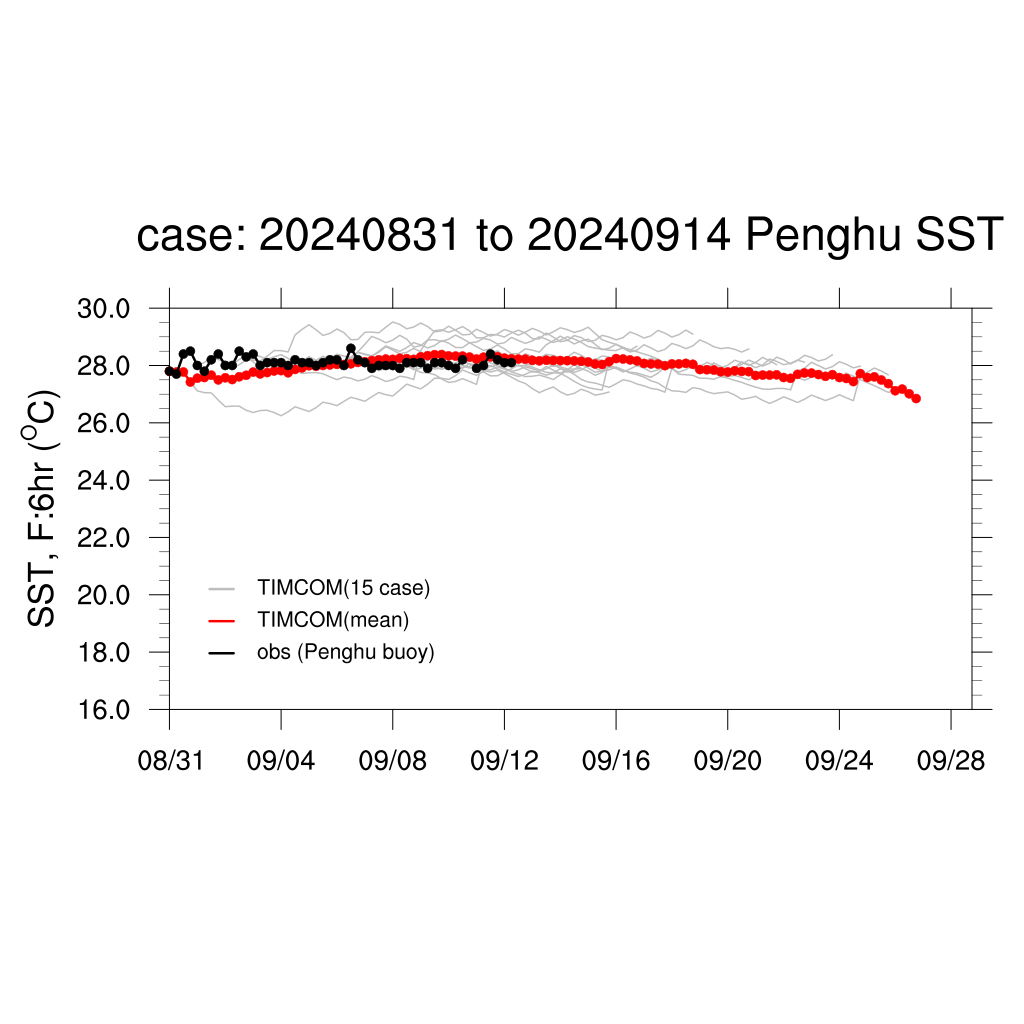 case: 20240831 to 20240914 Penghu SST
30.0
28.0
26.0
24.0
22.0
20.0
18.0
16.0
SST, F:6hr (°C)
TIMCOM(15 case)
TIMCOM(mean)
obs (Penghu buoy)
08/31 09/04 09/08 09/12 09/16 09/20 09/24 09/28